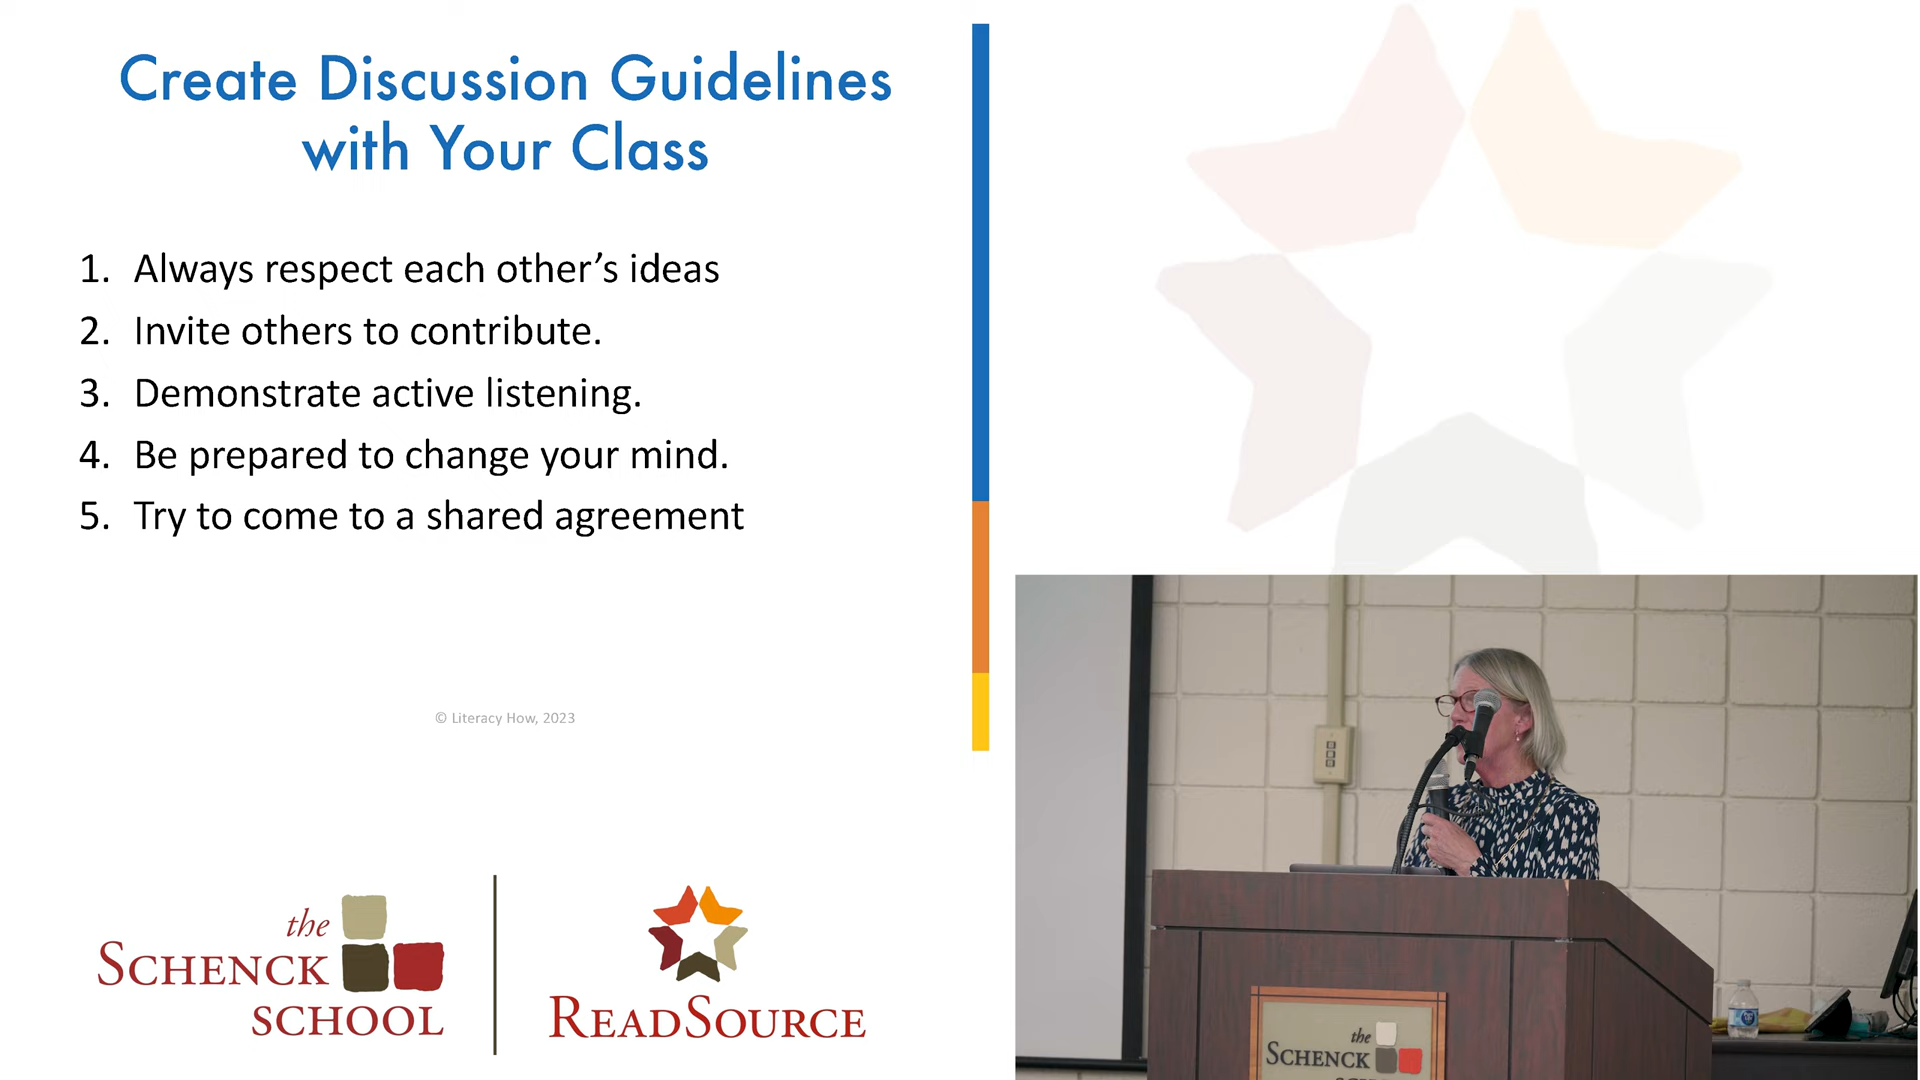 Create Discussion Guidelines
with Your Class
1. Always respect each other’s ideas
2. Invite others to contribute.
3. Demonstrate active listening.
4. Be prepared to change your mind.
5. Try to come to a shared agreement
© Literacy How, 2023
the
SCHENCK
SCHOOL
READSOURCE
the
SCHENCK